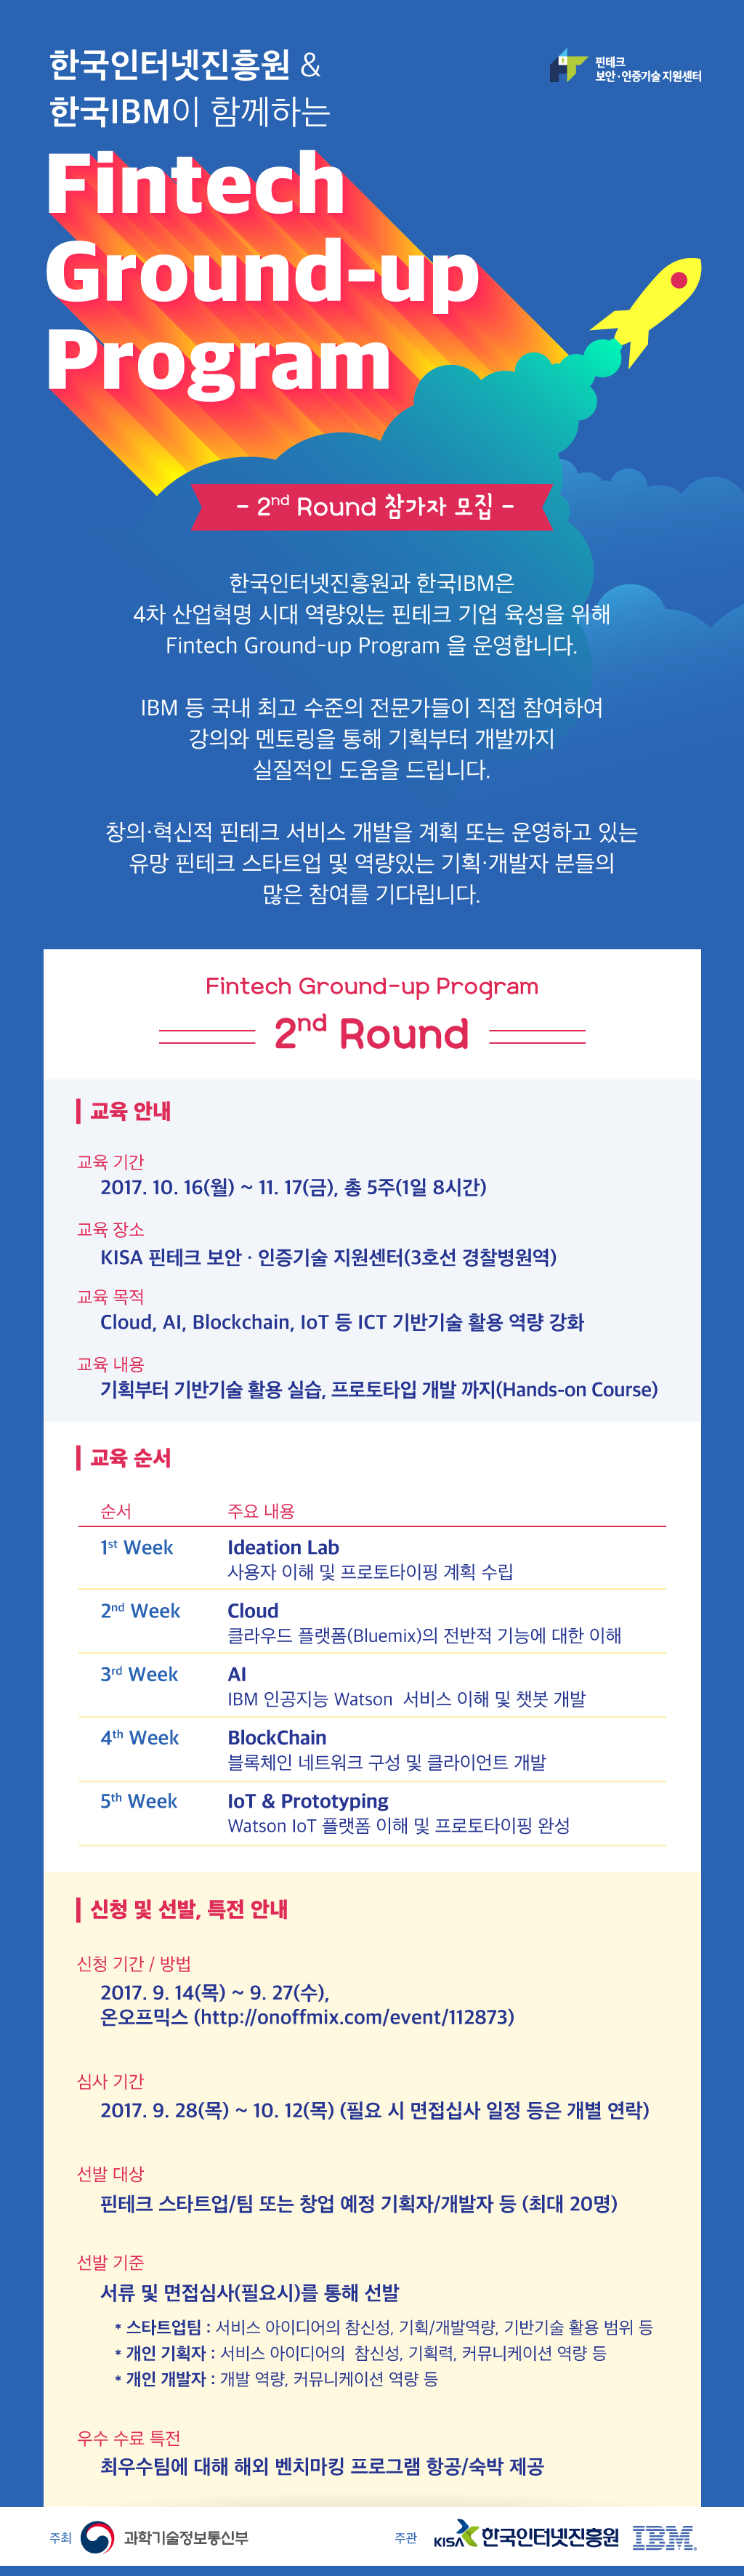 한국인터넷진흥원 &
한국IBM이 함께하는
핀테크
보안·인증기술 지원센터
Fintech
Ground-up
Program
- 2nd Round 참가자 모집 -
한국인터넷진흥원과 한국IBM은
4차 산업혁명 시대 역량있는 핀테크 기업 육성을 위해
Fintech Ground-up Program 을 운영합니다.
IBM 등 국내 최고 수준의 전문가들이 직접 참여하여
강의와 멘토링을 통해 기획부터 개발까지
실질적인 도움을 드립니다.
창의·혁신적 핀테크 서비스 개발을 계획 또는 운영하고 있는
유망 핀테크 스타트업 및 역량있는 기획·개발자 분들의
많은 참여를 기다립니다.
Fintech Ground-up Program
2nd Round
교육 안내
교육 기간
2017. 10. 16(월) ~ 11. 17(금), 총 5주(1일 8시간)
교육 장소
KISA 핀테크 보안 · 인증기술 지원센터(3호선 경찰병원역)
교육 목적
Cloud, AI, Blockchain, IoT 등 ICT 기반기술 활용 역량 강화
교육 내용
기획부터 기반기술 활용 실습, 프로토타입 개발 까지(Hands-on Course)
교육 순서
순서 주요 내용
1st Week Ideation Lab
사용자 이해 및 프로토타이핑 계획 수립
2nd Week Cloud
클라우드 플랫폼(Bluemix)의 전반적 기능에 대한 이해
3rd Week AI
IBM 인공지능 Watson 서비스 이해 및 챗봇 개발
4th Week BlockChain
블록체인 네트워크 구성 및 클라이언트 개발
5th Week IoT & Prototyping
Watson IoT 플랫폼 이해 및 프로토타이핑 완성
신청 및 선발, 특전 안내
신청 기간 / 방법
2017. 9. 14(목) ~ 9. 27(수),
온오프믹스 (http://onoffmix.com/event/112873)
심사 기간
2017. 9. 28(목) ~ 10. 12(목) (필요 시 면접십사 일정 등은 개별 연락)
선발 대상
핀테크 스타트업/팀 또는 창업 예정 기획자/개발자 등 (최대 20명)
선발 기준
서류 및 면접심사(필요시)를 통해 선발
* 스타트업팀 : 서비스 아이디어의 참신성, 기획/개발역량, 기반기술 활용 범위 등
* 개인 기획자 : 서비스 아이디어의 참신성, 기획력, 커뮤니케이션 역량 등
* 개인 개발자 : 개발 역량, 커뮤니케이션 역량 등
우수 수료 특전
최우수팀에 대해 해외 벤치마킹 프로그램 항공/숙박 제공
주최 과학기술정보통신부 주관 KISA 한국인터넷진흥원 IBM